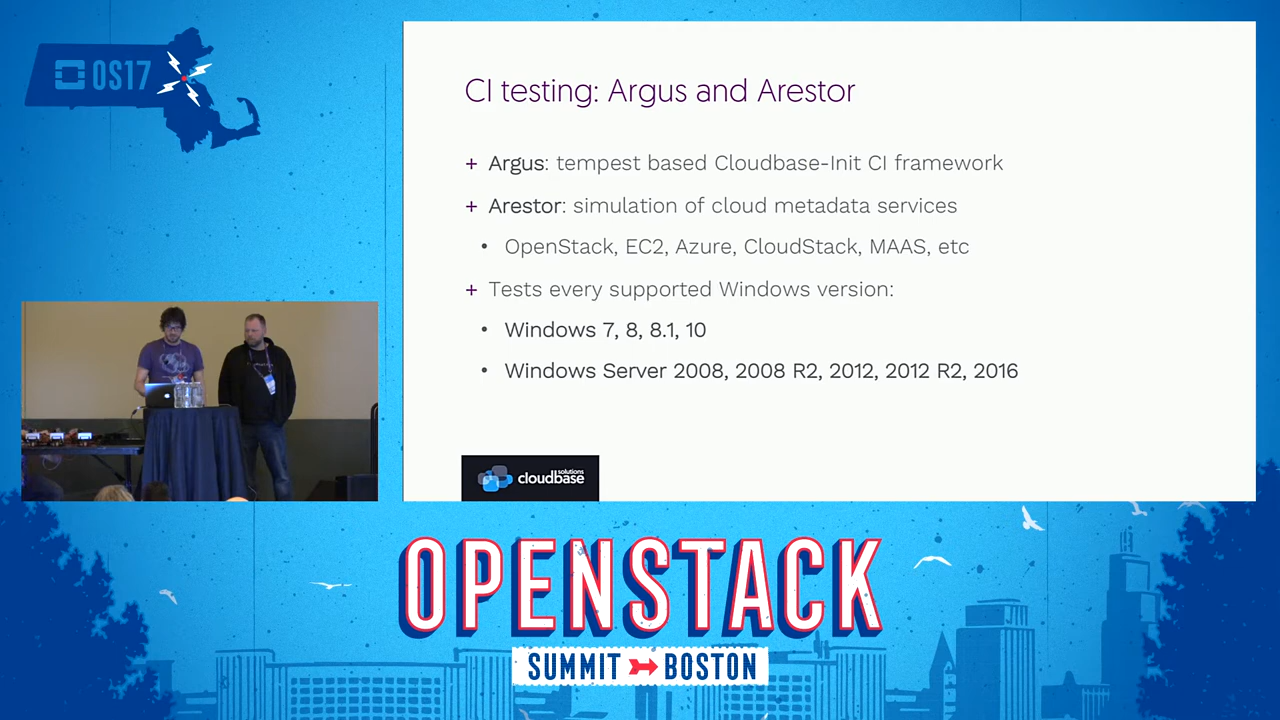 OS17
CI testing: Argus and Arestor
+ Argus: tempest based Cloudbase-Init CI framework
+ Arestor: simulation of cloud metadata services
• OpenStack, EC2, Azure, CloudStack, MAAS, etc
+ Tests every supported Windows version:
• Windows 7, 8, 8.1, 10
• Windows Server 2008, 2008 R2, 2012, 2012 R2, 2016
cloudbase solutions
OPENSTACK
SUMMIT BOSTON